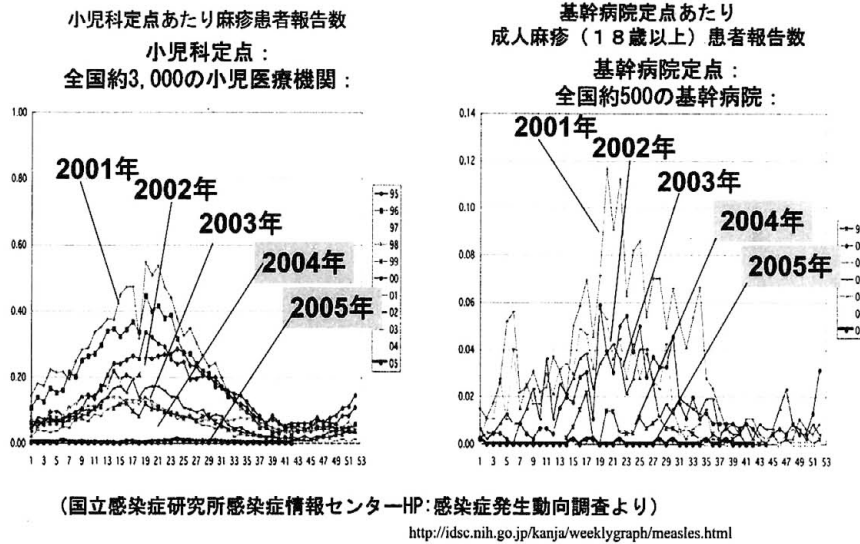 小児科定点あたり麻疹患者報告数
小児科定点：
全国約3,000の小児医療機関：
1.00
0.80
0.60
0.40
0.20
0.00
2001年
2002年
2003年
2004年
2005年
95
96
97
98
99
00
01
02
03
04
05
1 3 5 7 9 11 13 15 17 19 21 23 25 27 29 31 33 35 37 39 41 43 45 47 49 51 53
基幹病院定点あたり
成人麻疹（１８歳以上）患者報告数
基幹病院定点：
全国約500の基幹病院：
0.14
0.12
0.10
0.08
0.06
0.04
0.02
0.00
2001年
2002年
2003年
2004年
2005年
1 3 5 7 9 11 13 15 17 19 21 23 25 27 29 31 33 35 37 39 41 43 45 47 49 51 53
（国立感染症研究所感染症情報センターHP:感染症発生動向調査より）
http://idsc.nih.go.jp/kanja/weeklygraph/measles.html